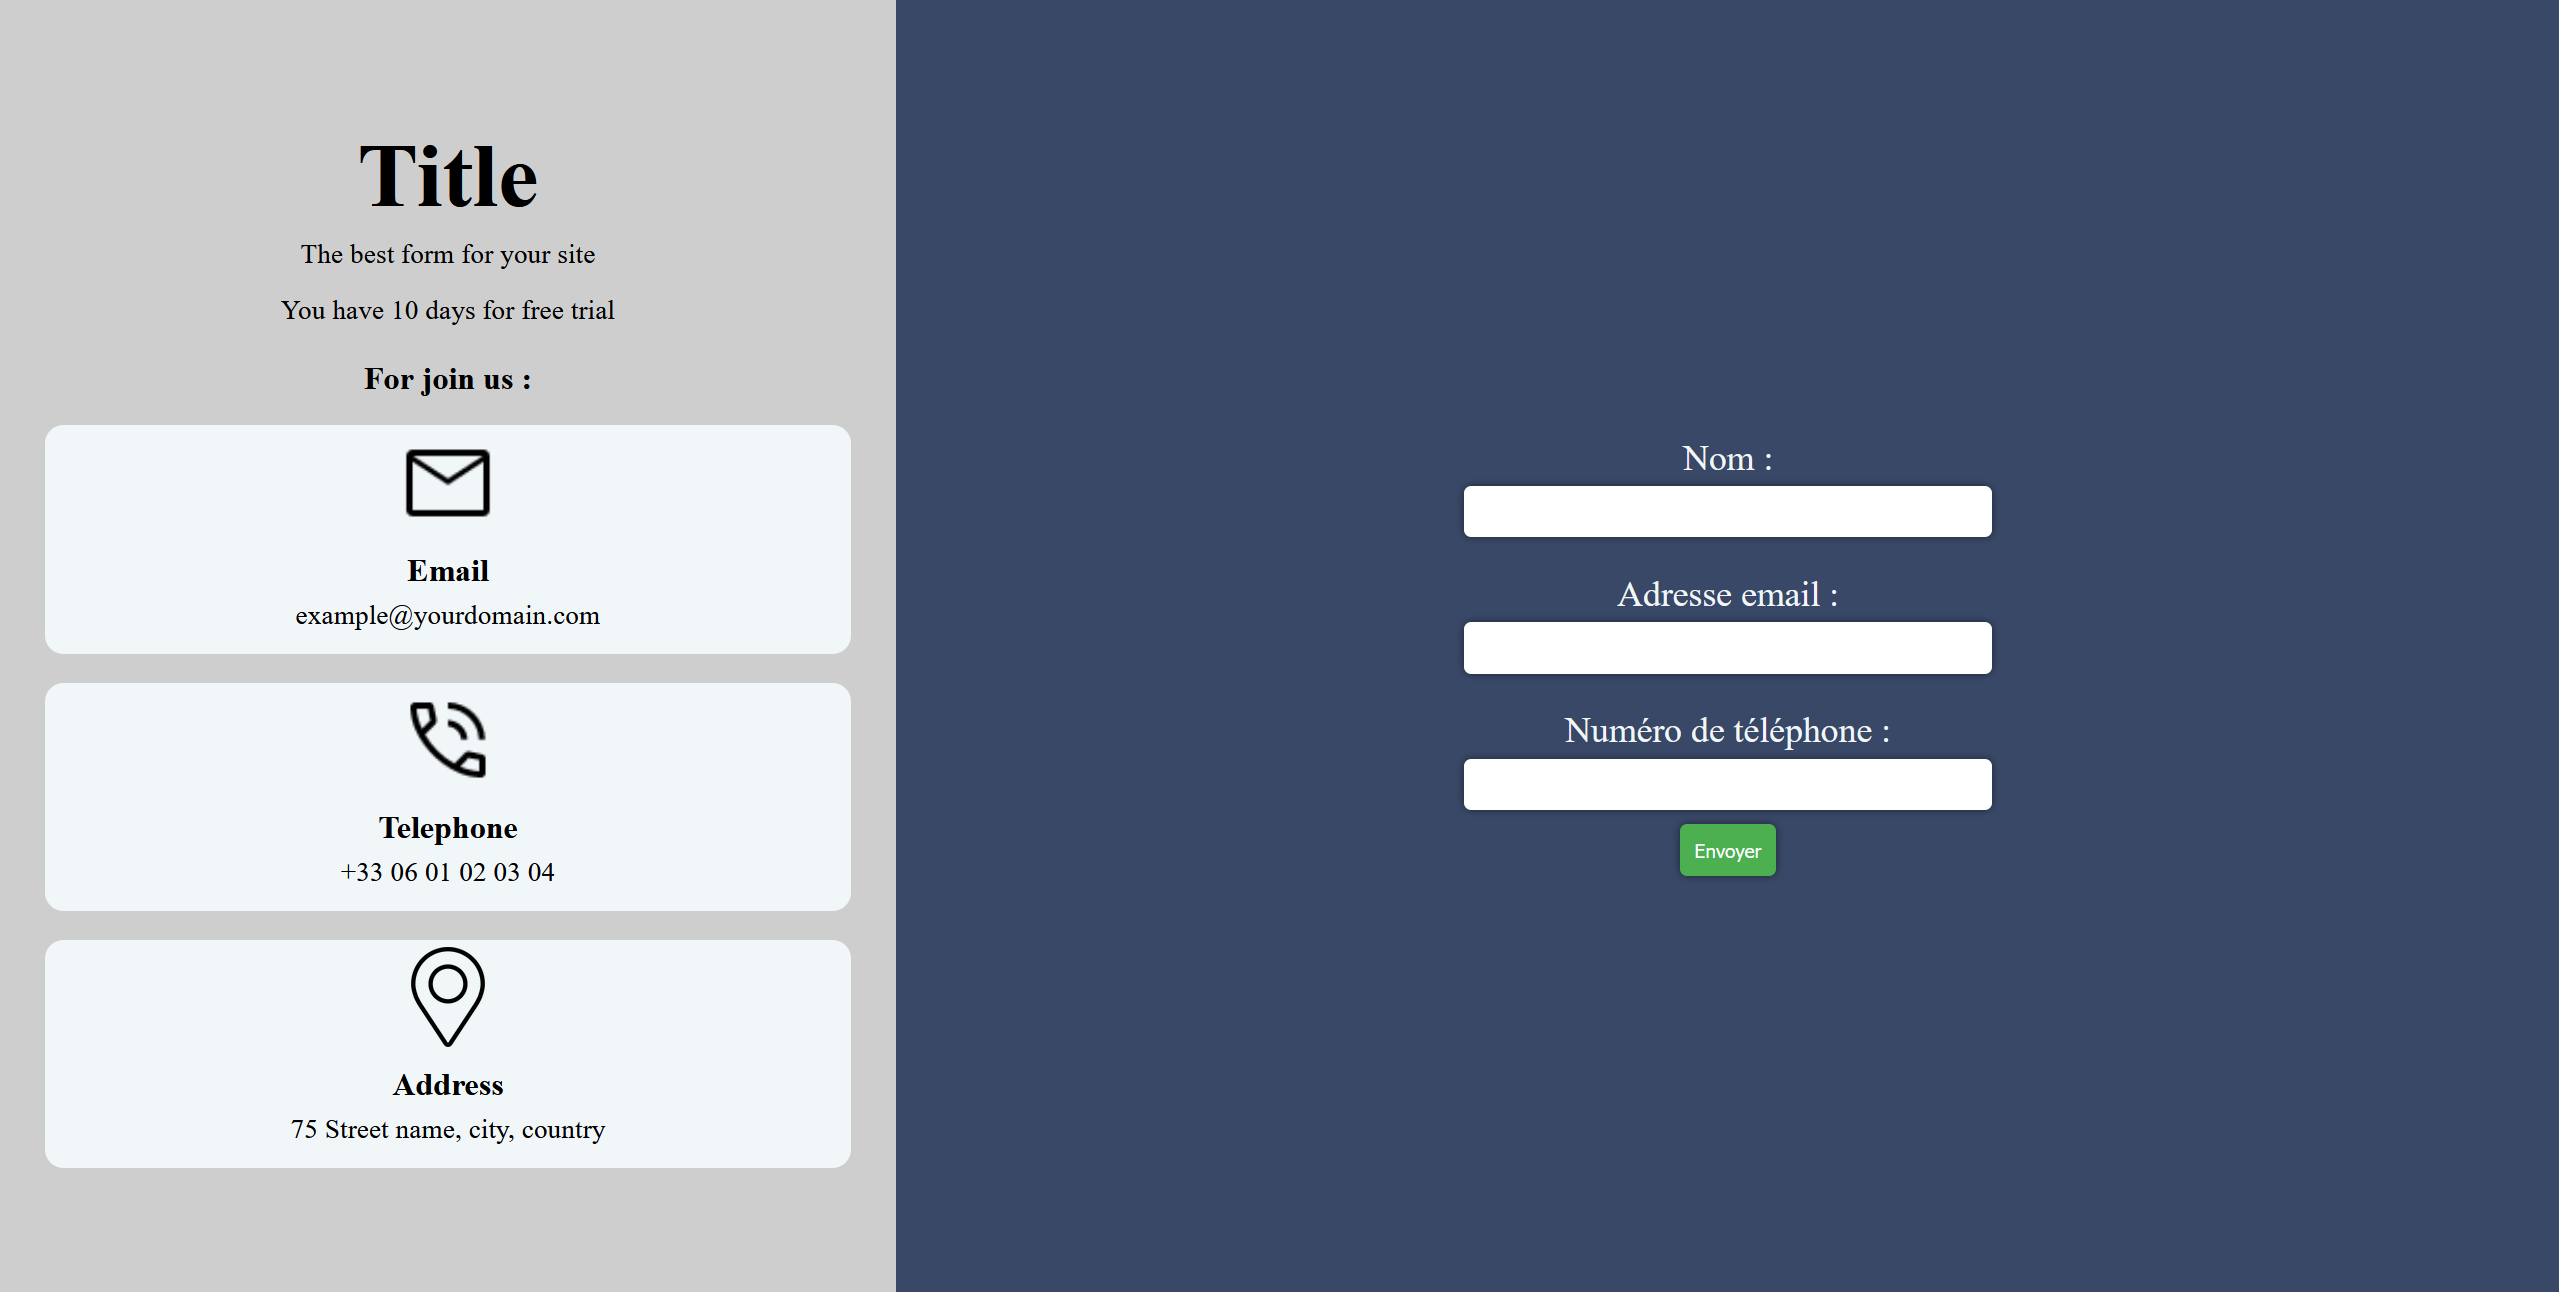 Title
The best form for your site
You have 10 days for free trial
For join us :
Email
example@yourdomain.com
Telephone
+33 06 01 02 03 04
Address
75 Street name, city, country
Nom :
Adresse email :
Numéro de téléphone :
Envoyer